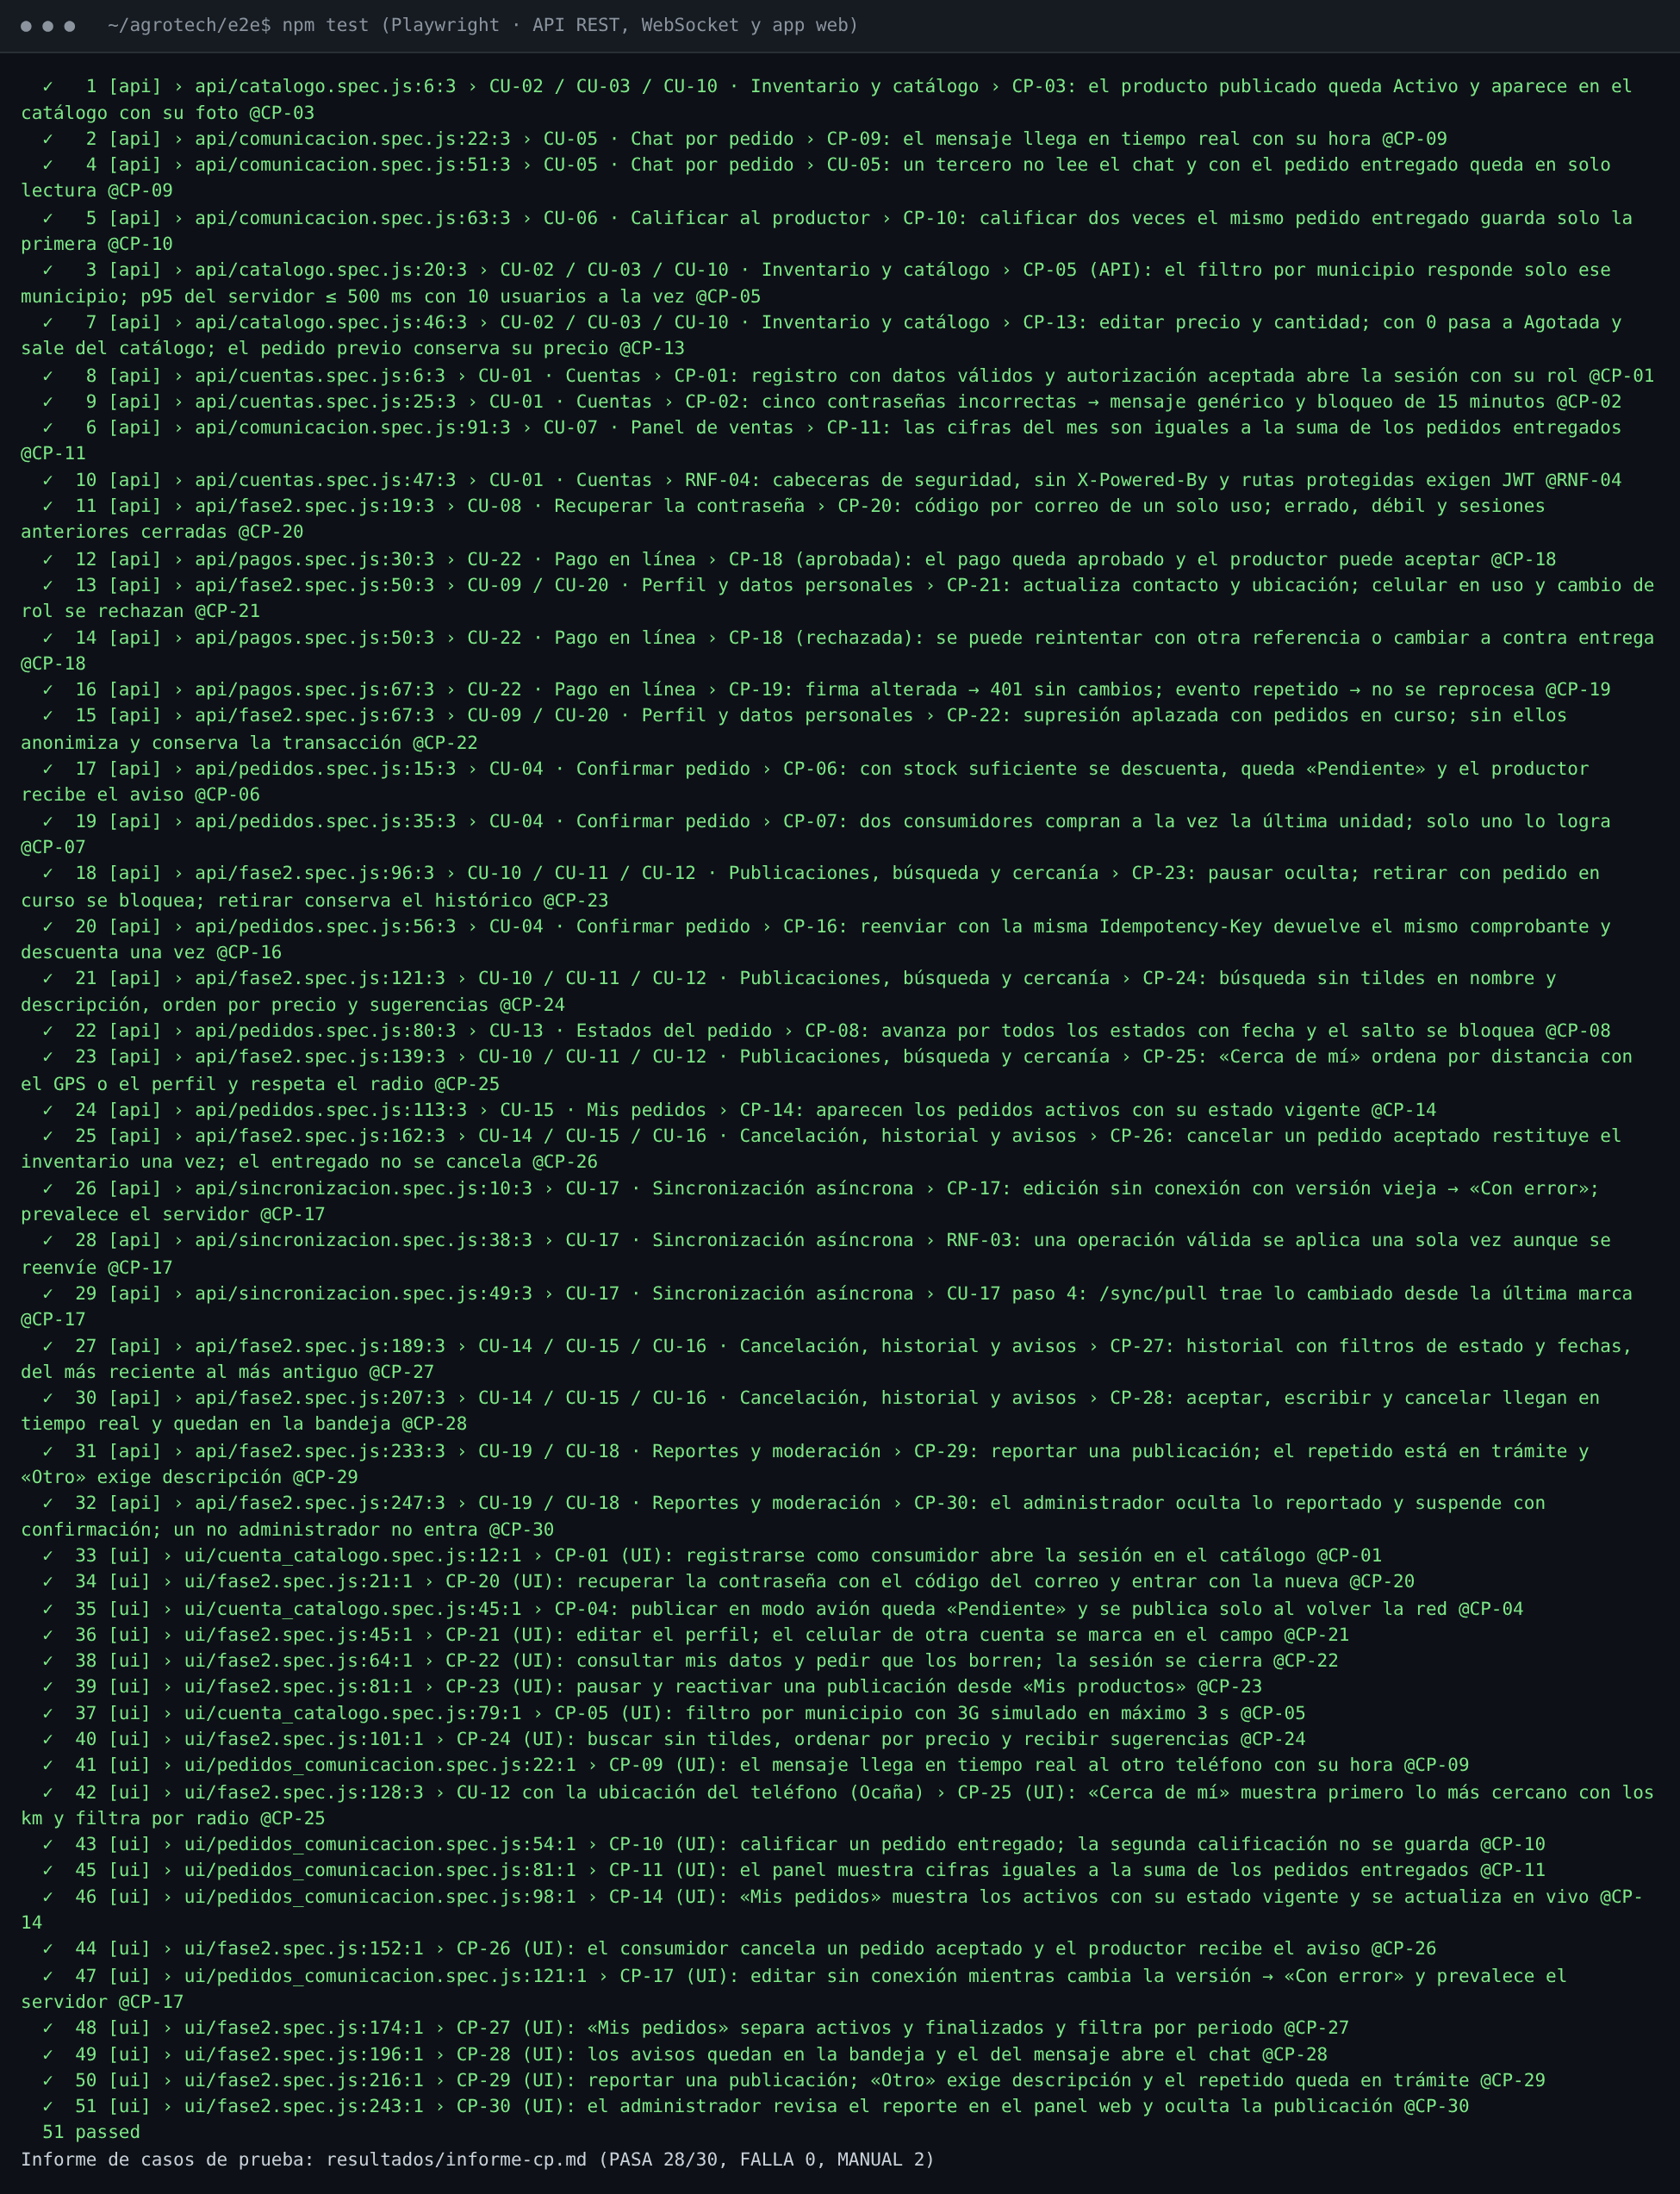 ~/agrotech/e2e$ npm test (Playwright · API REST, WebSocket y app web)
✓ 1 [api] › api/catalogo.spec.js:6:3 › CU-02 / CU-03 / CU-10 · Inventario y catálogo › CP-03: el producto publicado queda Activo y aparece en el
catálogo con su foto @CP-03
✓ 2 [api] › api/comunicacion.spec.js:22:3 › CU-05 · Chat por pedido › CP-09: el mensaje llega en tiempo real con su hora @CP-09
✓ 4 [api] › api/comunicacion.spec.js:51:3 › CU-05 · Chat por pedido › CU-05: un tercero no lee el chat y con el pedido entregado queda en solo
lectura @CP-09
✓ 5 [api] › api/comunicacion.spec.js:63:3 › CU-06 · Calificar al productor › CP-10: calificar dos veces el mismo pedido entregado guarda solo la
primera @CP-10
✓ 3 [api] › api/catalogo.spec.js:20:3 › CU-02 / CU-03 / CU-10 · Inventario y catálogo › CP-05 (API): el filtro por municipio responde solo ese
municipio; p95 del servidor ≤ 500 ms con 10 usuarios a la vez @CP-05
✓ 7 [api] › api/catalogo.spec.js:46:3 › CU-02 / CU-03 / CU-10 · Inventario y catálogo › CP-13: editar precio y cantidad; con 0 pasa a Agotada y
sale del catálogo; el pedido previo conserva su precio @CP-13
✓ 8 [api] › api/cuentas.spec.js:6:3 › CU-01 · Cuentas › CP-01: registro con datos válidos y autorización aceptada abre la sesión con su rol @CP-01
✓ 9 [api] › api/cuentas.spec.js:25:3 › CU-01 · Cuentas › CP-02: cinco contraseñas incorrectas → mensaje genérico y bloqueo de 15 minutos @CP-02
✓ 6 [api] › api/comunicacion.spec.js:91:3 › CU-07 · Panel de ventas › CP-11: las cifras del mes son iguales a la suma de los pedidos entregados
@CP-11
✓ 10 [api] › api/cuentas.spec.js:47:3 › CU-01 · Cuentas › RNF-04: cabeceras de seguridad, sin X-Powered-By y rutas protegidas exigen JWT @RNF-04
✓ 11 [api] › api/fase2.spec.js:19:3 › CU-08 · Recuperar la contraseña › CP-20: código por correo de un solo uso; errado, débil y sesiones
anteriores cerradas @CP-20
✓ 12 [api] › api/pagos.spec.js:30:3 › CU-22 · Pago en línea › CP-18 (aprobada): el pago queda aprobado y el productor puede aceptar @CP-18
✓ 13 [api] › api/fase2.spec.js:50:3 › CU-09 / CU-20 · Perfil y datos personales › CP-21: actualiza contacto y ubicación; celular en uso y cambio de
rol se rechazan @CP-21
✓ 14 [api] › api/pagos.spec.js:50:3 › CU-22 · Pago en línea › CP-18 (rechazada): se puede reintentar con otra referencia o cambiar a contra entrega
@CP-18
✓ 16 [api] › api/pagos.spec.js:67:3 › CU-22 · Pago en línea › CP-19: firma alterada → 401 sin cambios; evento repetido → no se reprocesa @CP-19
✓ 15 [api] › api/fase2.spec.js:67:3 › CU-09 / CU-20 · Perfil y datos personales › CP-22: supresión aplazada con pedidos en curso; sin ellos
anonimiza y conserva la transacción @CP-22
✓ 17 [api] › api/pedidos.spec.js:15:3 › CU-04 · Confirmar pedido › CP-06: con stock suficiente se descuenta, queda «Pendiente» y el productor
recibe el aviso @CP-06
✓ 19 [api] › api/pedidos.spec.js:35:3 › CU-04 · Confirmar pedido › CP-07: dos consumidores compran a la vez la última unidad; solo uno lo logra
@CP-07
✓ 18 [api] › api/fase2.spec.js:96:3 › CU-10 / CU-11 / CU-12 · Publicaciones, búsqueda y cercanía › CP-23: pausar oculta; retirar con pedido en
curso se bloquea; retirar conserva el histórico @CP-23
✓ 20 [api] › api/pedidos.spec.js:56:3 › CU-04 · Confirmar pedido › CP-16: reenviar con la misma Idempotency-Key devuelve el mismo comprobante y
descuenta una vez @CP-16
✓ 21 [api] › api/fase2.spec.js:121:3 › CU-10 / CU-11 / CU-12 · Publicaciones, búsqueda y cercanía › CP-24: búsqueda sin tildes en nombre y
descripción, orden por precio y sugerencias @CP-24
✓ 22 [api] › api/pedidos.spec.js:80:3 › CU-13 · Estados del pedido › CP-08: avanza por todos los estados con fecha y el salto se bloquea @CP-08
✓ 23 [api] › api/fase2.spec.js:139:3 › CU-10 / CU-11 / CU-12 · Publicaciones, búsqueda y cercanía › CP-25: «Cerca de mí» ordena por distancia con
el GPS o el perfil y respeta el radio @CP-25
✓ 24 [api] › api/pedidos.spec.js:113:3 › CU-15 · Mis pedidos › CP-14: aparecen los pedidos activos con su estado vigente @CP-14
✓ 25 [api] › api/fase2.spec.js:162:3 › CU-14 / CU-15 / CU-16 · Cancelación, historial y avisos › CP-26: cancelar un pedido aceptado restituye el
inventario una vez; el entregado no se cancela @CP-26
✓ 26 [api] › api/sincronizacion.spec.js:10:3 › CU-17 · Sincronización asíncrona › CP-17: edición sin conexión con versión vieja → «Con error»;
prevalece el servidor @CP-17
✓ 28 [api] › api/sincronizacion.spec.js:38:3 › CU-17 · Sincronización asíncrona › RNF-03: una operación válida se aplica una sola vez aunque se
reenvíe @CP-17
✓ 29 [api] › api/sincronizacion.spec.js:49:3 › CU-17 · Sincronización asíncrona › CU-17 paso 4: /sync/pull trae lo cambiado desde la última marca
@CP-17
✓ 27 [api] › api/fase2.spec.js:189:3 › CU-14 / CU-15 / CU-16 · Cancelación, historial y avisos › CP-27: historial con filtros de estado y fechas,
del más reciente al más antiguo @CP-27
✓ 30 [api] › api/fase2.spec.js:207:3 › CU-14 / CU-15 / CU-16 · Cancelación, historial y avisos › CP-28: aceptar, escribir y cancelar llegan en
tiempo real y quedan en la bandeja @CP-28
✓ 31 [api] › api/fase2.spec.js:233:3 › CU-19 / CU-18 · Reportes y moderación › CP-29: reportar una publicación; el repetido está en trámite y
«Otro» exige descripción @CP-29
✓ 32 [api] › api/fase2.spec.js:247:3 › CU-19 / CU-18 · Reportes y moderación › CP-30: el administrador oculta lo reportado y suspende con
confirmación; un no administrador no entra @CP-30
✓ 33 [ui] › ui/cuenta_catalogo.spec.js:12:1 › CP-01 (UI): registrarse como consumidor abre la sesión en el catálogo @CP-01
✓ 34 [ui] › ui/fase2.spec.js:21:1 › CP-20 (UI): recuperar la contraseña con el código del correo y entrar con la nueva @CP-20
✓ 35 [ui] › ui/cuenta_catalogo.spec.js:45:1 › CP-04: publicar en modo avión queda «Pendiente» y se publica solo al volver la red @CP-04
✓ 36 [ui] › ui/fase2.spec.js:45:1 › CP-21 (UI): editar el perfil; el celular de otra cuenta se marca en el campo @CP-21
✓ 38 [ui] › ui/fase2.spec.js:64:1 › CP-22 (UI): consultar mis datos y pedir que los borren; la sesión se cierra @CP-22
✓ 39 [ui] › ui/fase2.spec.js:81:1 › CP-23 (UI): pausar y reactivar una publicación desde «Mis productos» @CP-23
✓ 37 [ui] › ui/cuenta_catalogo.spec.js:79:1 › CP-05 (UI): filtro por municipio con 3G simulado en máximo 3 s @CP-05
✓ 40 [ui] › ui/fase2.spec.js:101:1 › CP-24 (UI): buscar sin tildes, ordenar por precio y recibir sugerencias @CP-24
✓ 41 [ui] › ui/pedidos_comunicacion.spec.js:22:1 › CP-09 (UI): el mensaje llega en tiempo real al otro teléfono con su hora @CP-09
✓ 42 [ui] › ui/fase2.spec.js:128:3 › CU-12 con la ubicación del teléfono (Ocaña) › CP-25 (UI): «Cerca de mí» muestra primero lo más cercano con los
km y filtra por radio @CP-25
✓ 43 [ui] › ui/pedidos_comunicacion.spec.js:54:1 › CP-10 (UI): calificar un pedido entregado; la segunda calificación no se guarda @CP-10
✓ 45 [ui] › ui/pedidos_comunicacion.spec.js:81:1 › CP-11 (UI): el panel muestra cifras iguales a la suma de los pedidos entregados @CP-11
✓ 46 [ui] › ui/pedidos_comunicacion.spec.js:98:1 › CP-14 (UI): «Mis pedidos» muestra los activos con su estado vigente y se actualiza en vivo @CP-
14
✓ 44 [ui] › ui/fase2.spec.js:152:1 › CP-26 (UI): el consumidor cancela un pedido aceptado y el productor recibe el aviso @CP-26
✓ 47 [ui] › ui/pedidos_comunicacion.spec.js:121:1 › CP-17 (UI): editar sin conexión mientras cambia la versión → «Con error» y prevalece el
servidor @CP-17
✓ 48 [ui] › ui/fase2.spec.js:174:1 › CP-27 (UI): «Mis pedidos» separa activos y finalizados y filtra por periodo @CP-27
✓ 49 [ui] › ui/fase2.spec.js:196:1 › CP-28 (UI): los avisos quedan en la bandeja y el del mensaje abre el chat @CP-28
✓ 50 [ui] › ui/fase2.spec.js:216:1 › CP-29 (UI): reportar una publicación; «Otro» exige descripción y el repetido queda en trámite @CP-29
✓ 51 [ui] › ui/fase2.spec.js:243:1 › CP-30 (UI): el administrador revisa el reporte en el panel web y oculta la publicación @CP-30
51 passed
Informe de casos de prueba: resultados/informe-cp.md (PASA 28/30, FALLA 0, MANUAL 2)